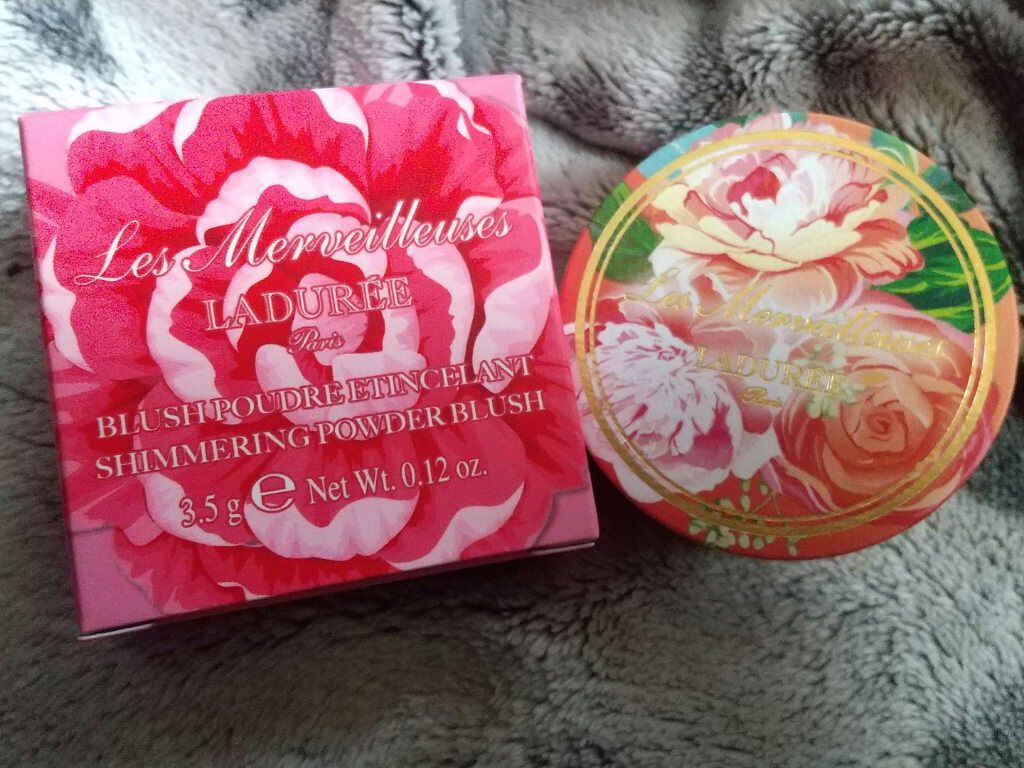 Les Merveilleuses
LADURÉE
Paris
BLUSH POUDRE ETINCELANT
SHIMMERING POWDER BLUSH
3.5 g ℮ Net Wt. 0.12 oz.
Les Merveilleuses
LADURÉE
Paris